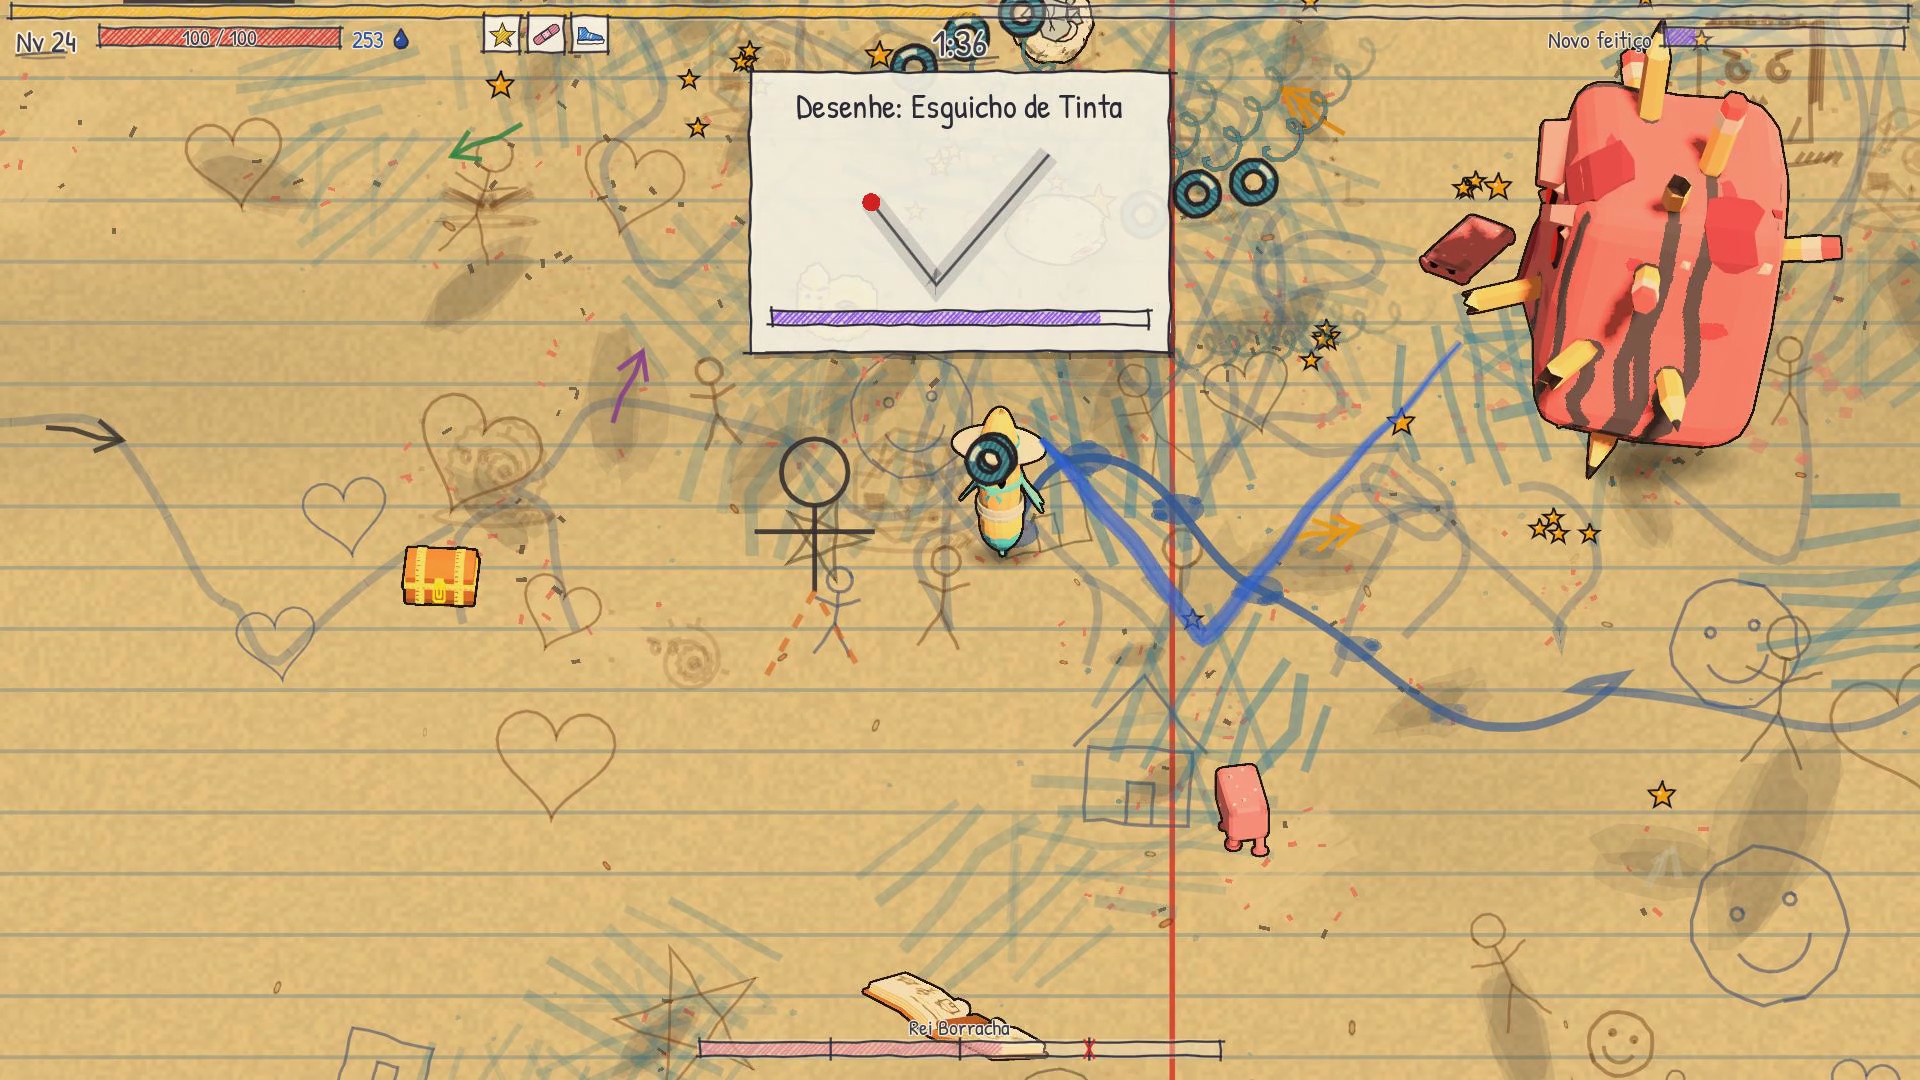 Nv 24
100 / 100
253
1:36
Novo feitiço
Desenhe: Esguicho de Tinta
Rei Borracha